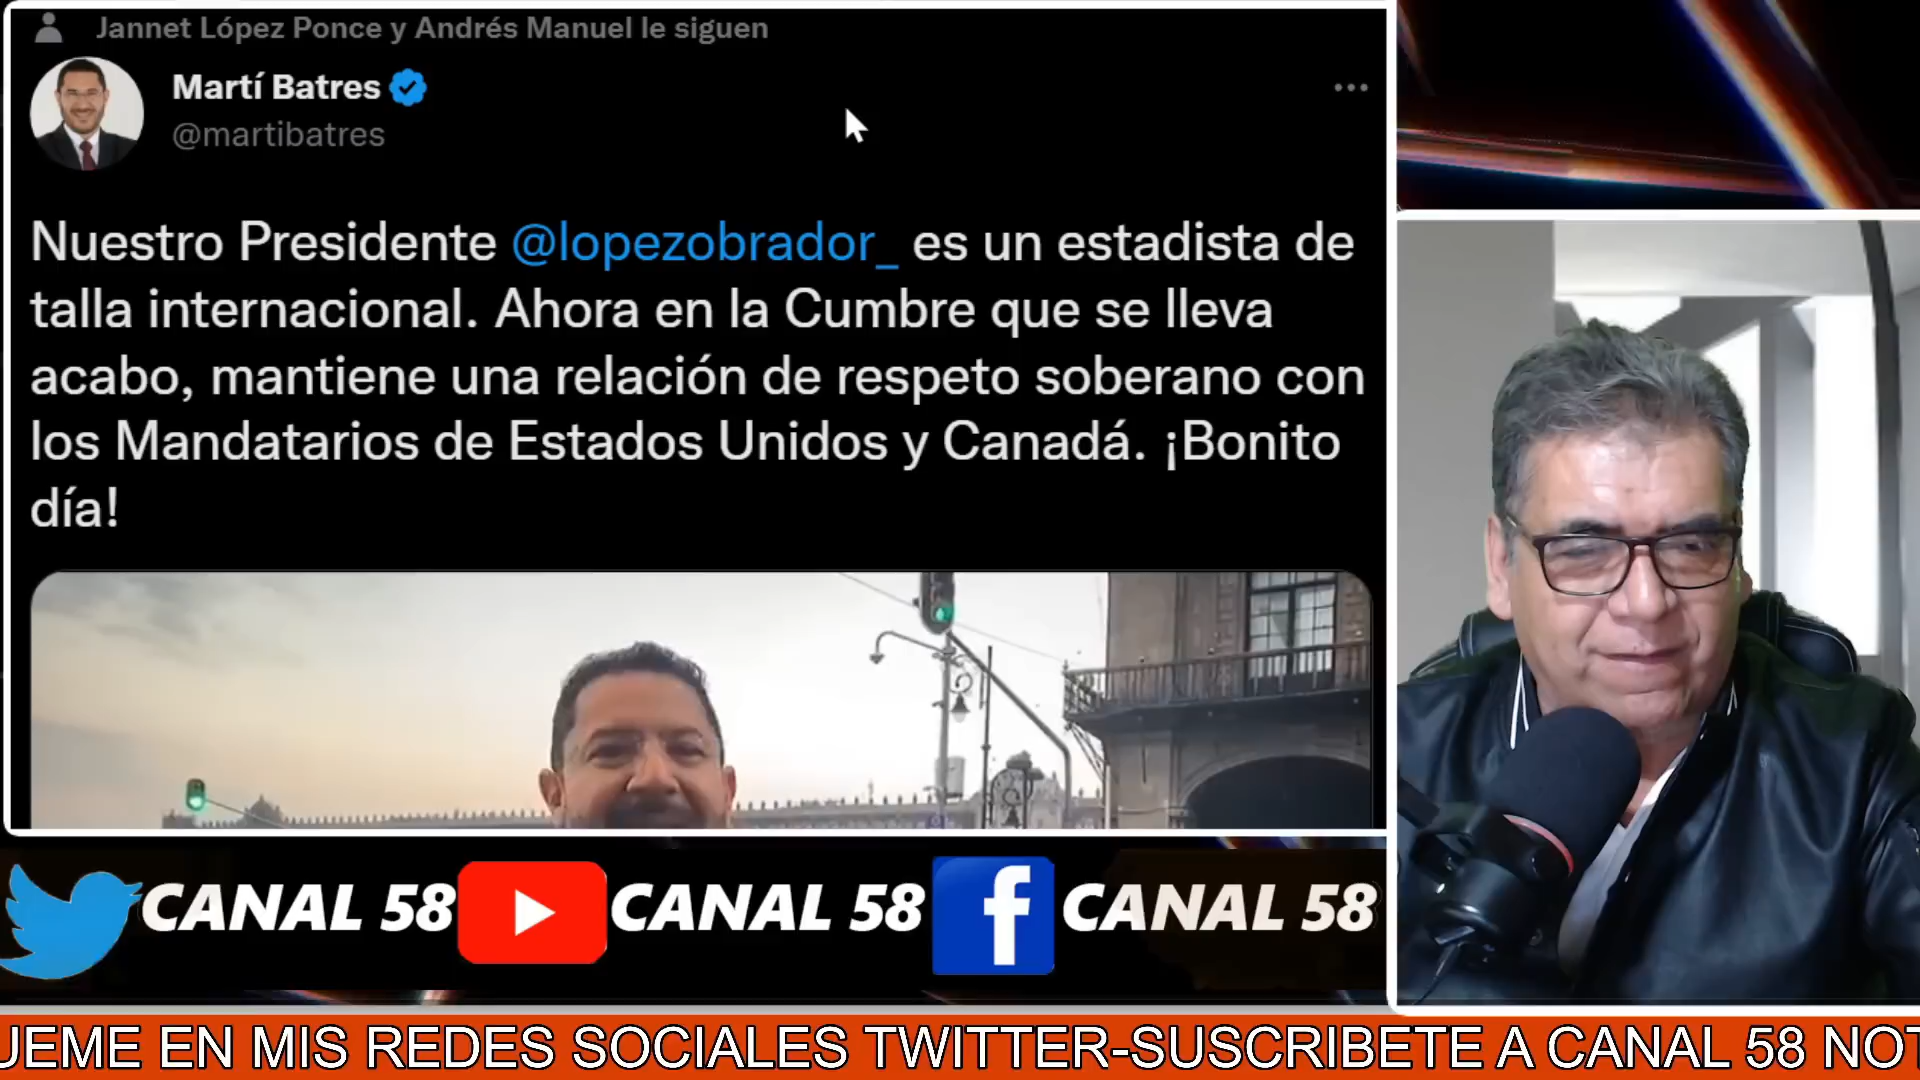 Jannet López Ponce y Andrés Manuel le siguen
Martí Batres
@martibatres
Nuestro Presidente @lopezobrador_ es un estadista de
talla internacional. Ahora en la Cumbre que se lleva
acabo, mantiene una relación de respeto soberano con
los Mandatarios de Estados Unidos y Canadá. ¡Bonito
día!
CANAL 58 CANAL 58 f CANAL 58
UEME EN MIS REDES SOCIALES TWITTER-SUSCRIBETE A CANAL 58 NOT